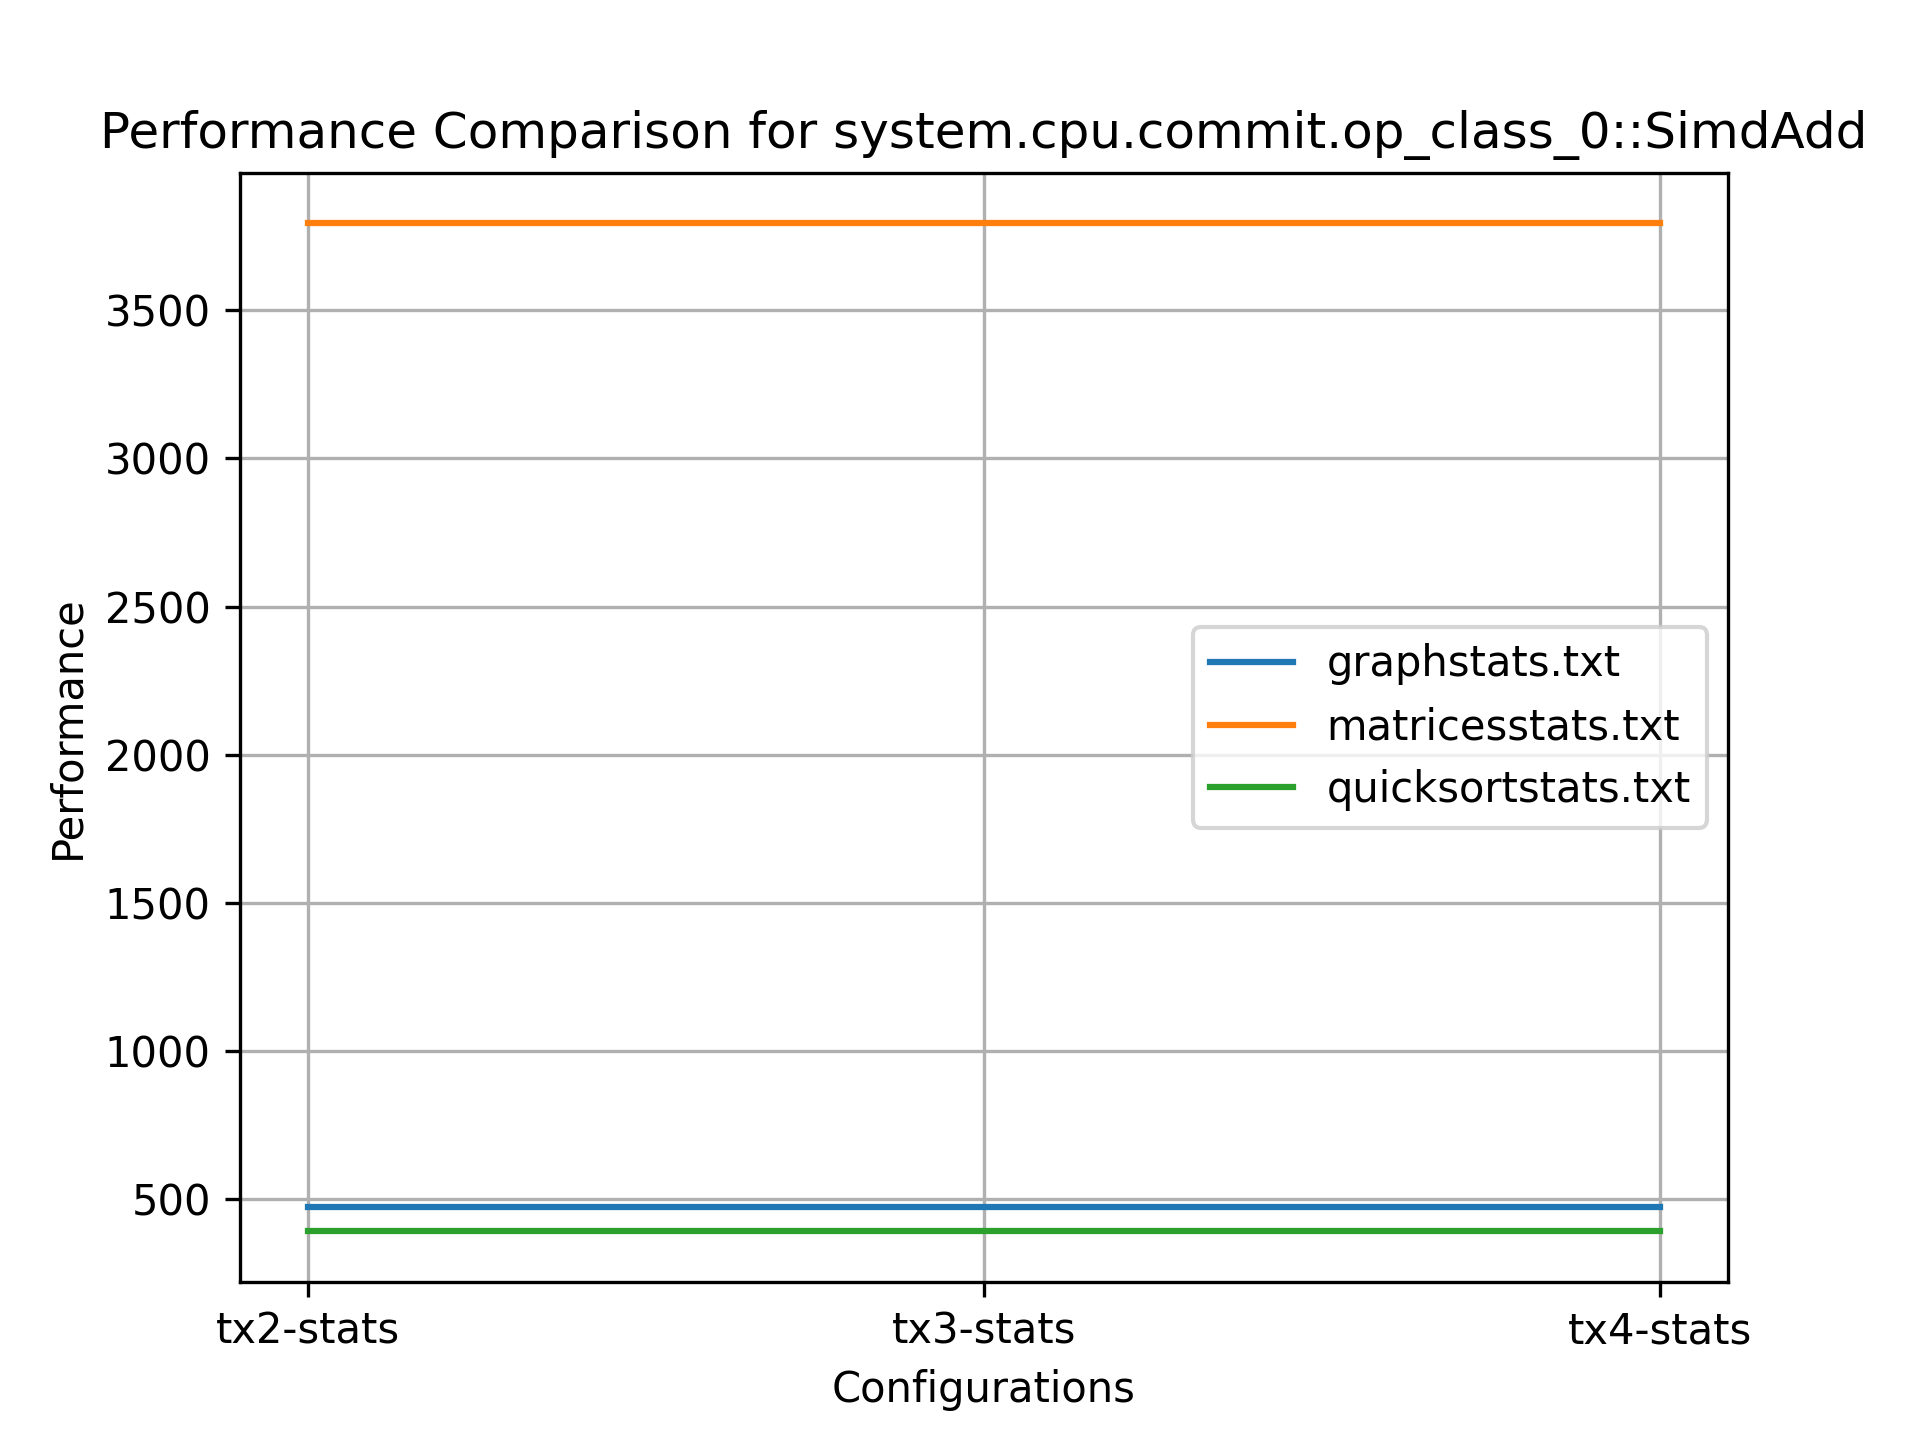 Performance Comparison for system.cpu.commit.op_class_0::SimdAdd
Performance
3500
3000
2500
2000
1500
1000
500
graphstats.txt
matricesstats.txt
quicksortstats.txt
tx2-stats
tx3-stats
tx4-stats
Configurations